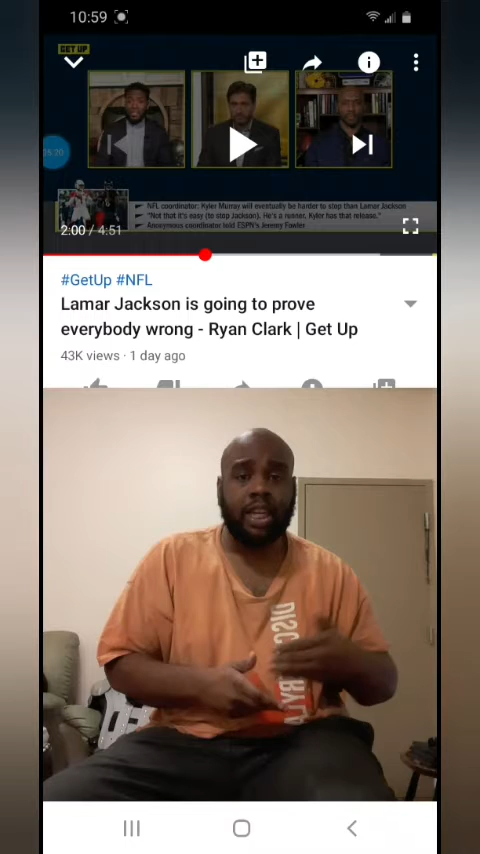 10:59
GET UP
25:20
NFL coordinator: Kyler Murray will eventually be harder to stop than Lamar Jackson
"Not that it's easy (to stop Jackson). He's a runner, Kyler has that release."
Anonymous coordinator told ESPN's Jeremy Fowler
2:00 / 4:51
#GetUp #NFL
Lamar Jackson is going to prove
everybody wrong - Ryan Clark | Get Up
43K views · 1 day ago